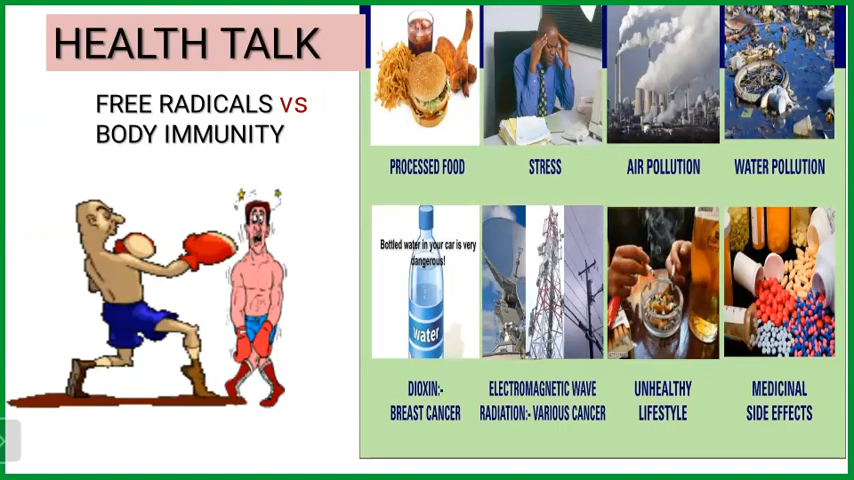 HEALTH TALK
FREE RADICALS vs
BODY IMMUNITY
PROCESSED FOOD
STRESS
AIR POLLUTION
WATER POLLUTION
Bottled water in your car is very
dangerous!
water
DIOXIN:-
BREAST CANCER
ELECTROMAGNETIC WAVE
RADIATION:- VARIOUS CANCER
UNHEALTHY
LIFESTYLE
MEDICINAL
SIDE EFFECTS